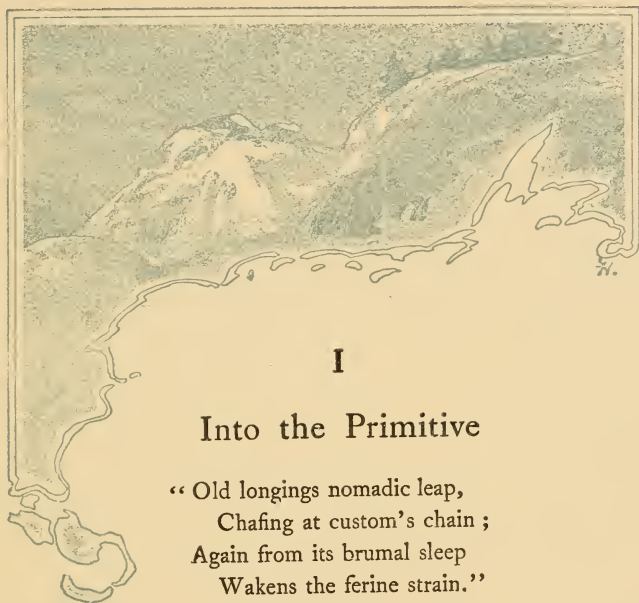 H.
I
Into the Primitive
“ Old longings nomadic leap,
Chafing at custom’s chain ;
Again from its brumal sleep
Wakens the ferine strain.”